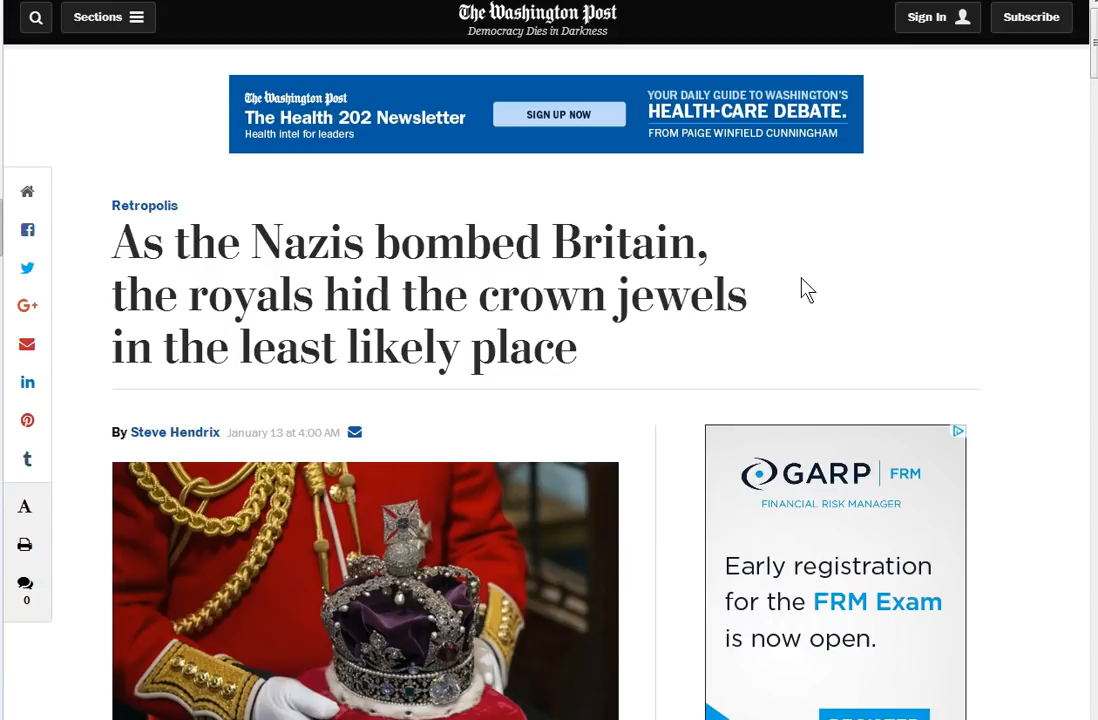 Sections
The Washington Post
Democracy Dies in Darkness
Sign In
Subscribe
The Washington Post
The Health 202 Newsletter
Health intel for leaders
SIGN UP NOW
YOUR DAILY GUIDE TO WASHINGTON'S
HEALTH-CARE DEBATE.
FROM PAIGE WINFIELD CUNNINGHAM
Retropolis
As the Nazis bombed Britain,
the royals hid the crown jewels
in the least likely place
By Steve Hendrix January 13 at 4:00 AM
G+
in
t
A
0
GARP | FRM
FINANCIAL RISK MANAGER
Early registration
for the FRM Exam
is now open.
REGISTER